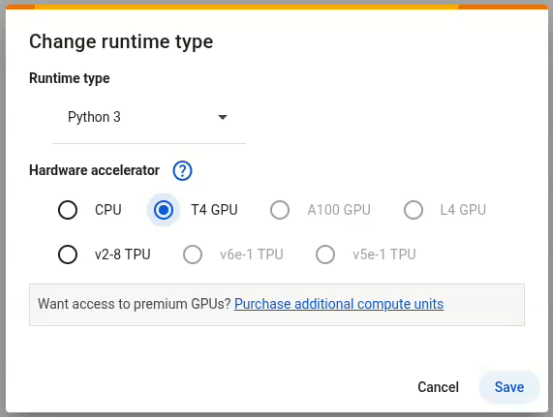 Change runtime type
Runtime type
Python 3
Hardware accelerator ?
CPU T4 GPU A100 GPU L4 GPU
v2-8 TPU v6e-1 TPU v5e-1 TPU
Want access to premium GPUs? Purchase additional compute units
Cancel Save